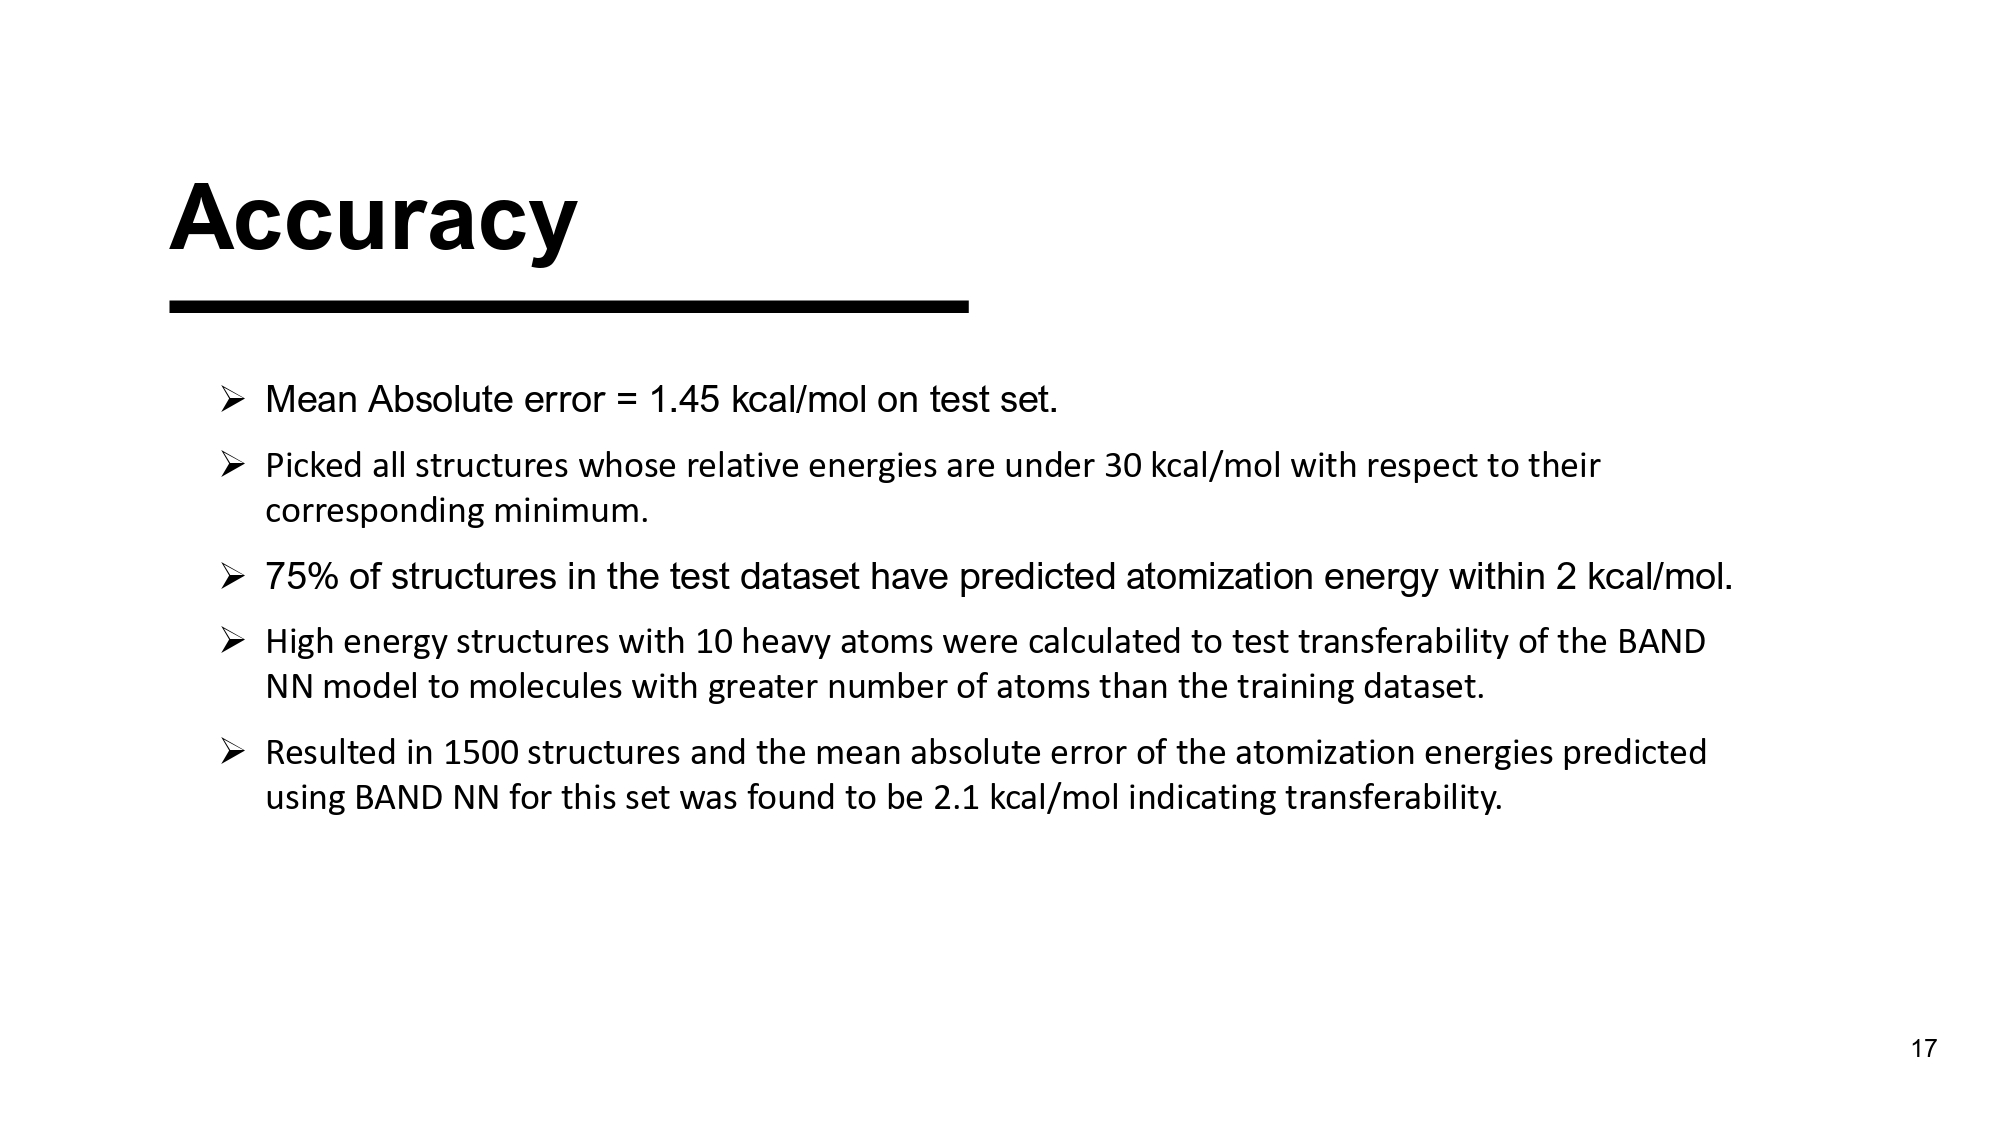 Accuracy
➢ Mean Absolute error = 1.45 kcal/mol on test set.
➢ Picked all structures whose relative energies are under 30 kcal/mol with respect to their
corresponding minimum.
➢ 75% of structures in the test dataset have predicted atomization energy within 2 kcal/mol.
➢ High energy structures with 10 heavy atoms were calculated to test transferability of the BAND
NN model to molecules with greater number of atoms than the training dataset.
➢ Resulted in 1500 structures and the mean absolute error of the atomization energies predicted
using BAND NN for this set was found to be 2.1 kcal/mol indicating transferability.
17